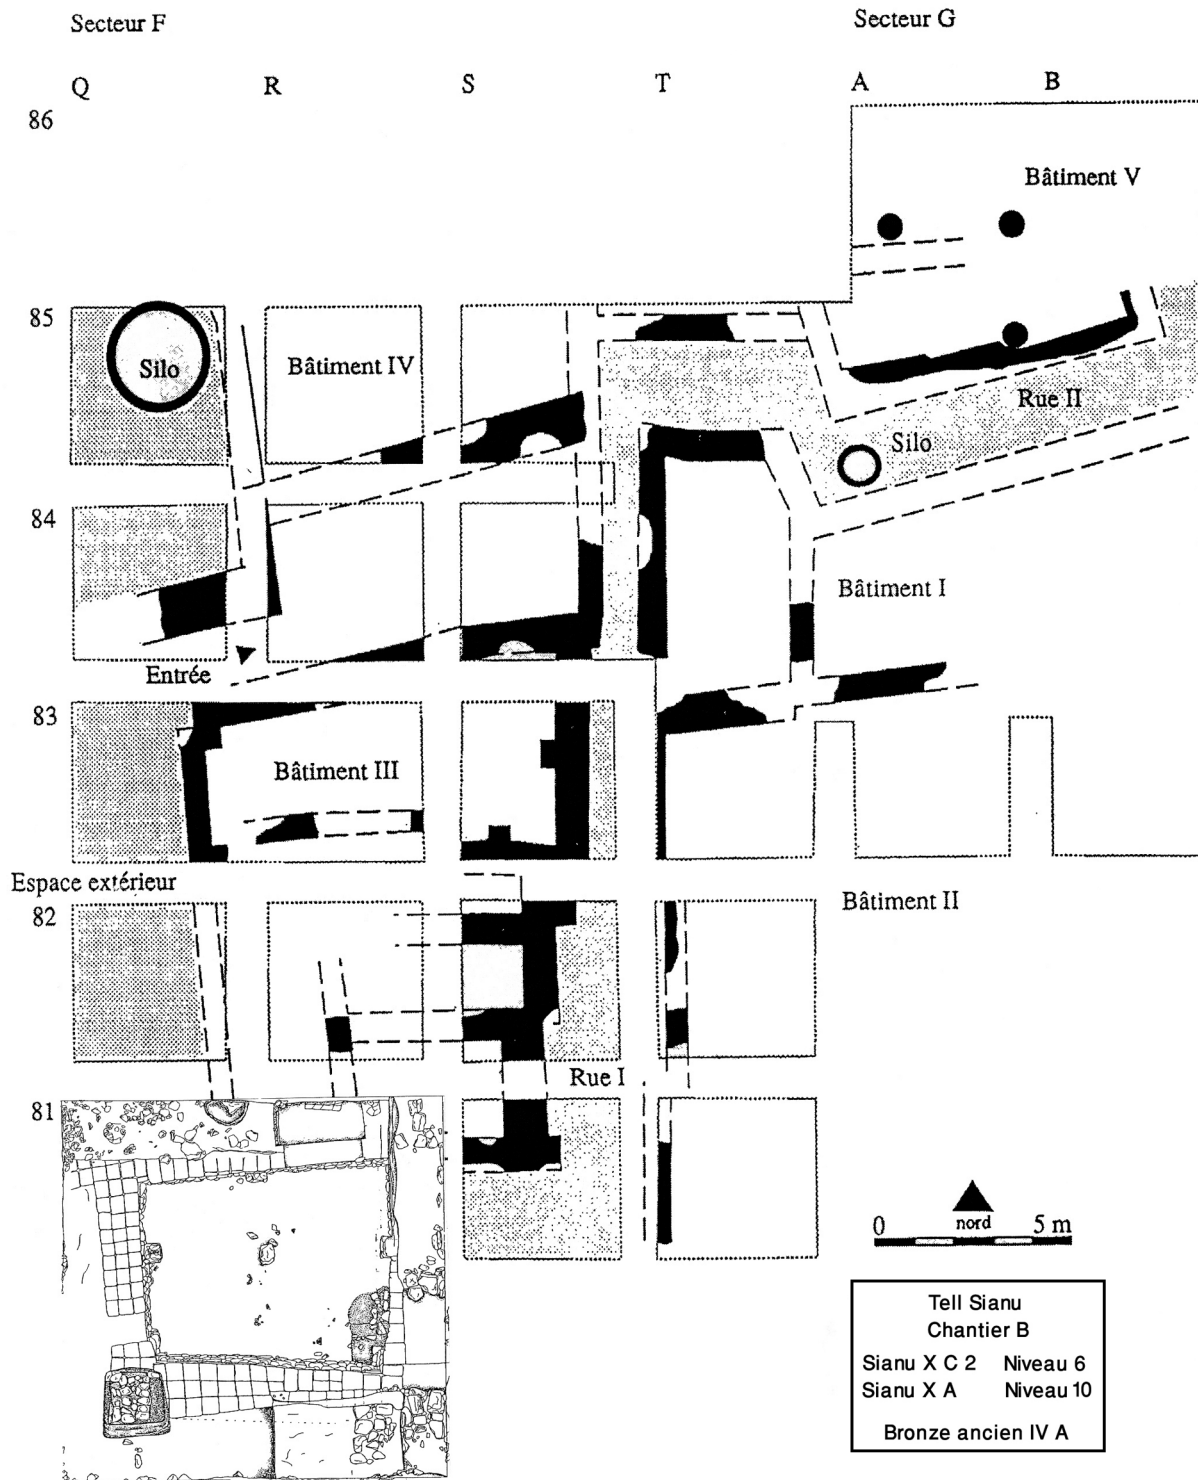 Secteur F
Secteur G
Q R S T A B
86
Bâtiment V
85
Silo
Bâtiment IV
Rue II
Silo
84
Bâtiment I
Entrée
83
Bâtiment III
Espace extérieur
82
Bâtiment II
Rue I
81
nord
0 5 m
Tell Sianu
Chantier B
Sianu X C 2 Niveau 6
Sianu X A Niveau 10
Bronze ancien IV A